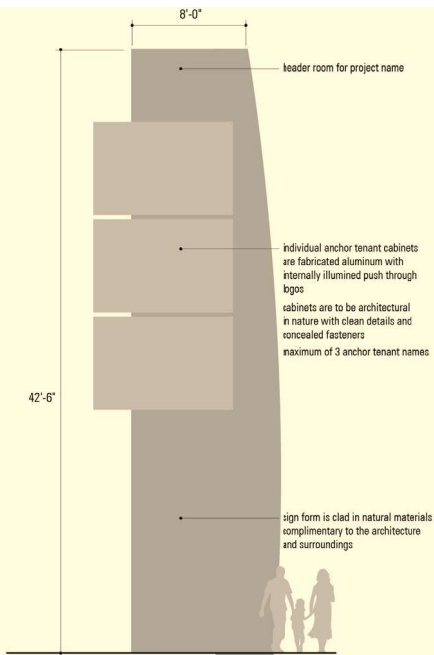 8'-0"
header room for project name
individual anchor tenant cabinets
are fabricated aluminum with
internally illumined push through
logos
cabinets are to be architectural
in nature with clean details and
concealed fasteners
maximum of 3 anchor tenant names
42'-6"
sign form is clad in natural materials
complimentary to the architecture
and surroundings